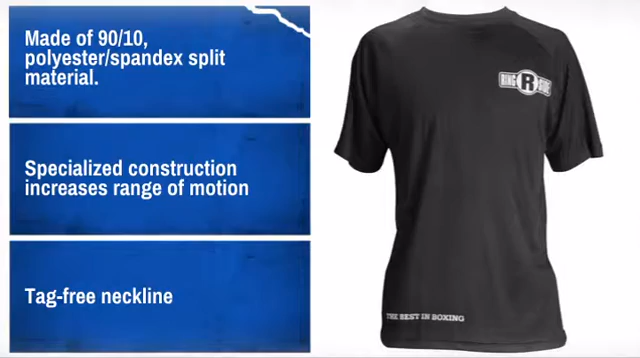 Made of 90/10,
polyester/spandex split
material.
Specialized construction
increases range of motion
Tag-free neckline
RING R SIDE
THE BEST IN BOXING